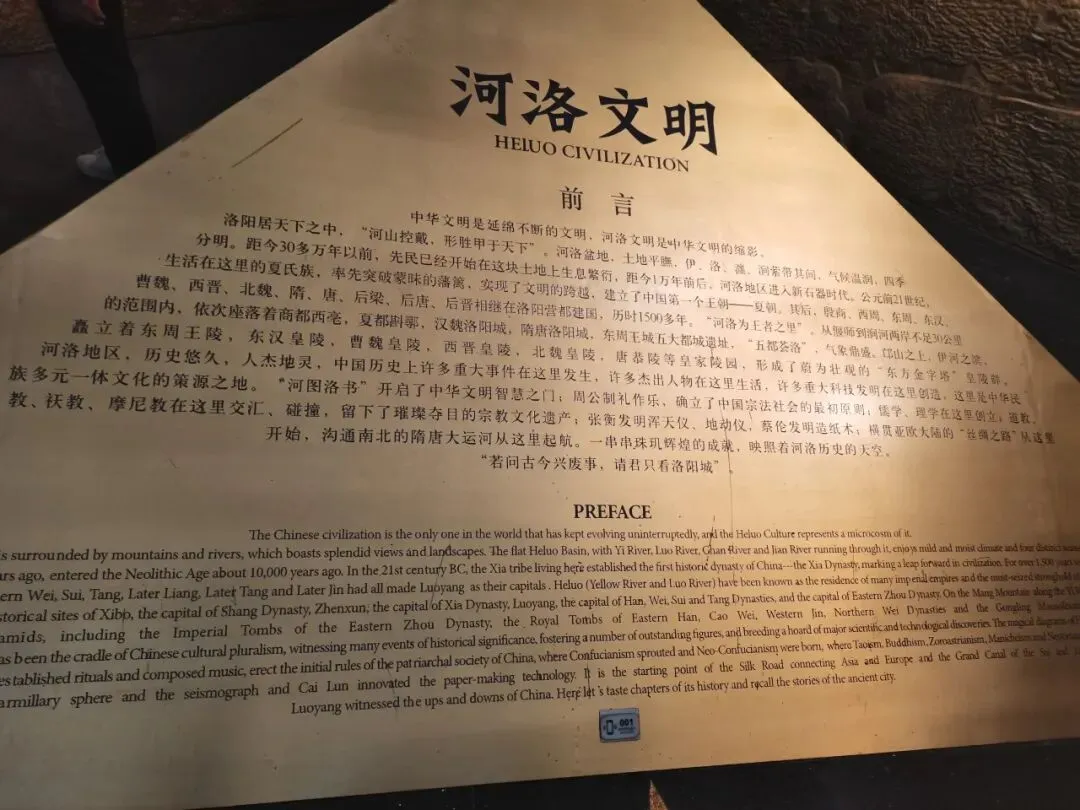 河洛文明
HELUO CIVILIZATION
前言
中华文明是延绵不断的文明，河洛文明是中华文明的缩影。
洛阳居天下之中，“河山控戴，形胜甲于天下”。河洛盆地，土地平膴，伊、洛、瀍、涧萦带其间，气候温润，四季
分明。距今30多万年以前，先民已经开始在这块土地上生息繁衍，距今1万年前后，河洛地区进入新石器时代。公元前21世纪，
生活在这里的夏氏族，率先突破蒙昧的藩篱，实现了文明的跨越，建立了中国第一个王朝——夏朝。其后，殷商、西周、东周、东汉、
曹魏、西晋、北魏、隋、唐、后梁、后唐、后晋相继在洛阳营都建国，历时1500多年。“河洛为王者之里”。从偃师到涧河两岸不足30公里
的范围内，依次座落着商都西亳，夏都斟鄩，汉魏洛阳城，隋唐洛阳城，东周王城五大都城遗址，“五都荟洛”，气象鼎盛。邙山之上，伊河之滨，
矗立着东周王陵，东汉皇陵，曹魏皇陵，西晋皇陵，北魏皇陵，唐恭陵等皇家陵园，形成了蔚为壮观的“东方金字塔”皇陵群。
河洛地区，历史悠久，人杰地灵，中国历史上许多重大事件在这里发生，许多杰出人物在这里生活，许多重大科技发明在这里创造，这里是中华民
族多元一体文化的策源之地。“河图洛书”开启了中华文明智慧之门；周公制礼作乐，确立了中国宗法社会的最初原则；儒学、理学在这里创立；道教、
教、祆教、摩尼教在这里交汇、碰撞，留下了璀璨夺目的宗教文化遗产；张衡发明浑天仪、地动仪，蔡伦发明造纸术；横贯亚欧大陆的“丝绸之路”从这里
开始，沟通南北的隋唐大运河从这里起航。一串串珠玑辉煌的成就，映照着河洛历史的天空。
“若问古今兴废事，请君只看洛阳城”。
PREFACE
The Chinese civilization is the only one in the world that has kept evolving uninterruptedly, and the Heluo Culture represents a microcosm of it.
is surrounded by mountains and rivers, which boasts splendid views and landscapes. The flat Heluo Basin, with Yi River, Luo River, Chan River and Jian River running through it, enjoys mild and moist climate and four distinct
ago, entered the Neolithic Age about 10,000 years ago. In the 21st century BC, the Xia tribe living here established the first historic dynasty of China---the Xia Dynasty, marking a leap forward in civilization. For over 1,500 years
Wei, Sui, Tang, Later Liang, Later Tang and Later Jin had all made Luoyang as their capitals. Heluo (Yellow River and Luo River) have been known as the residence of many imperial empires and the most-seized stronghold
sites of Xibo, the capital of Shang Dynasty, Zhenxun, the capital of Xia Dynasty, Luoyang, the capital of Han, Wei, Sui and Tang Dynasties, and the capital of Eastern Zhou Dynasty. On the Mang Mountain along the
including the Imperial Tombs of the Eastern Zhou Dynasty, the Royal Tombs of Eastern Han, Cao Wei, Western Jin, Northern Wei Dynasties and the Gongling
has been the cradle of Chinese cultural pluralism, witnessing many events of historical significance, fostering a number of outstanding figures, and breeding a hoard of major scientific and technological discoveries. The magical diagrams of
established rituals and composed music, erect the initial rules of the patriarchal society of China, where Confucianism sprouted and Neo-Confucianism were born, where Taoism, Buddhism, Zoroastrianism, Manicheism and
armillary sphere and the seismograph and Cai Lun innovated the paper-making technology. It is the starting point of the Silk Road connecting Asia and Europe and the Grand Canal of the Sui and
Luoyang witnessed the ups and downs of China. Here let's taste chapters of its history and recall the stories of the ancient city.
001